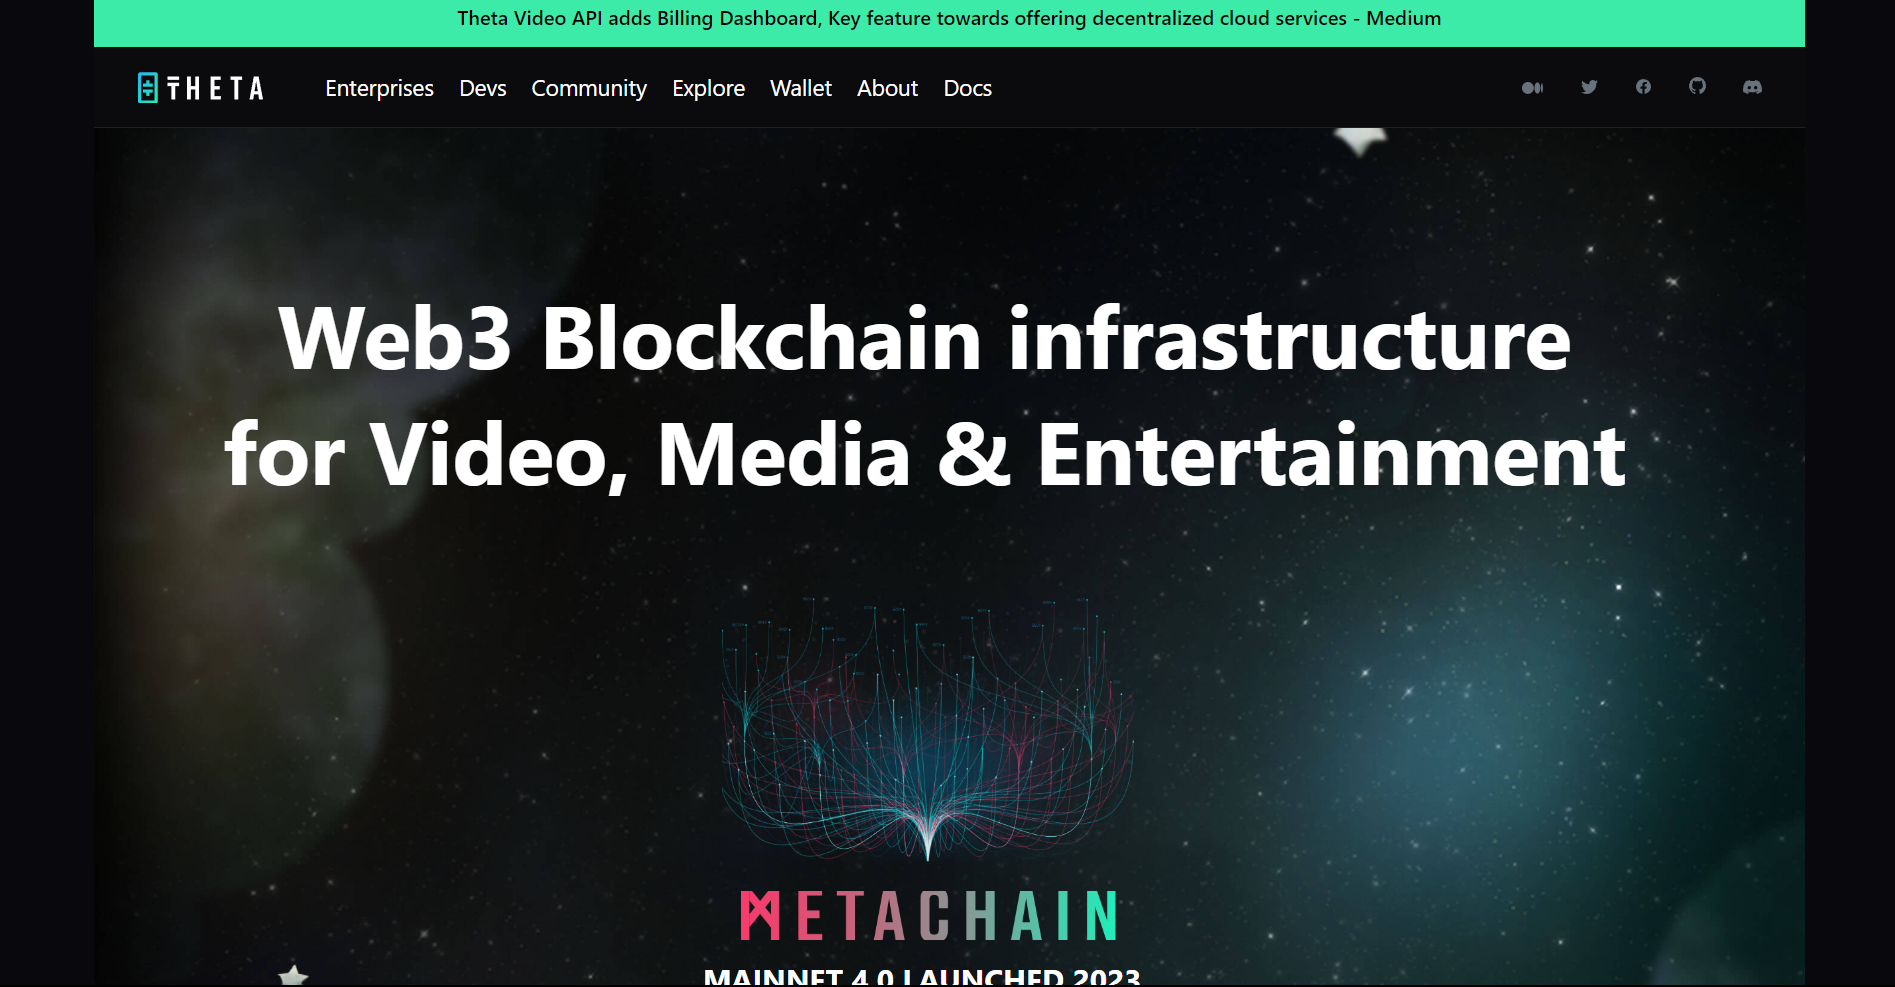 Theta Video API adds Billing Dashboard, Key feature towards offering decentralized cloud services - Medium
THETA
Enterprises Devs Community Explore Wallet About Docs
Web3 Blockchain infrastructure
for Video, Media & Entertainment
METACHAIN
MAINNET 4.0 LAUNCHED 2023